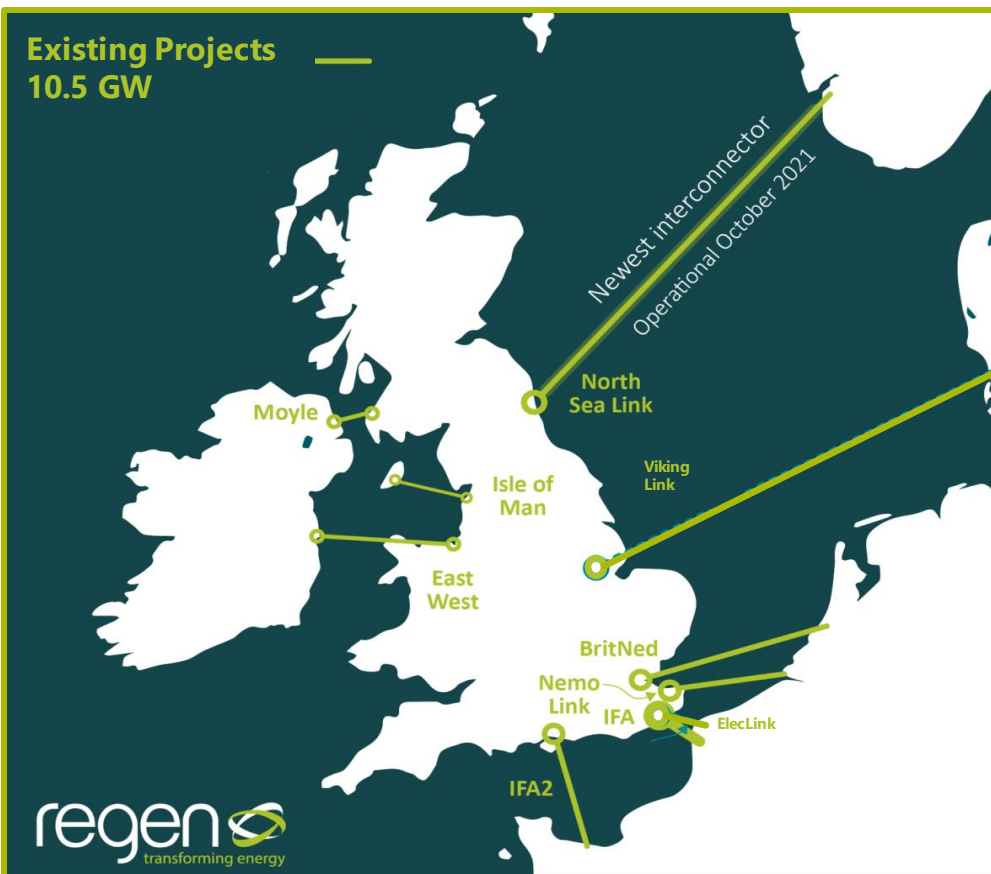 Existing Projects
10.5 GW
Newest interconnector
Operational October 2021
North
Sea Link
Moyle
Viking
Link
Isle of
Man
East
West
BritNed
Nemo
Link
IFA
ElecLink
IFA2
regen
transforming energy